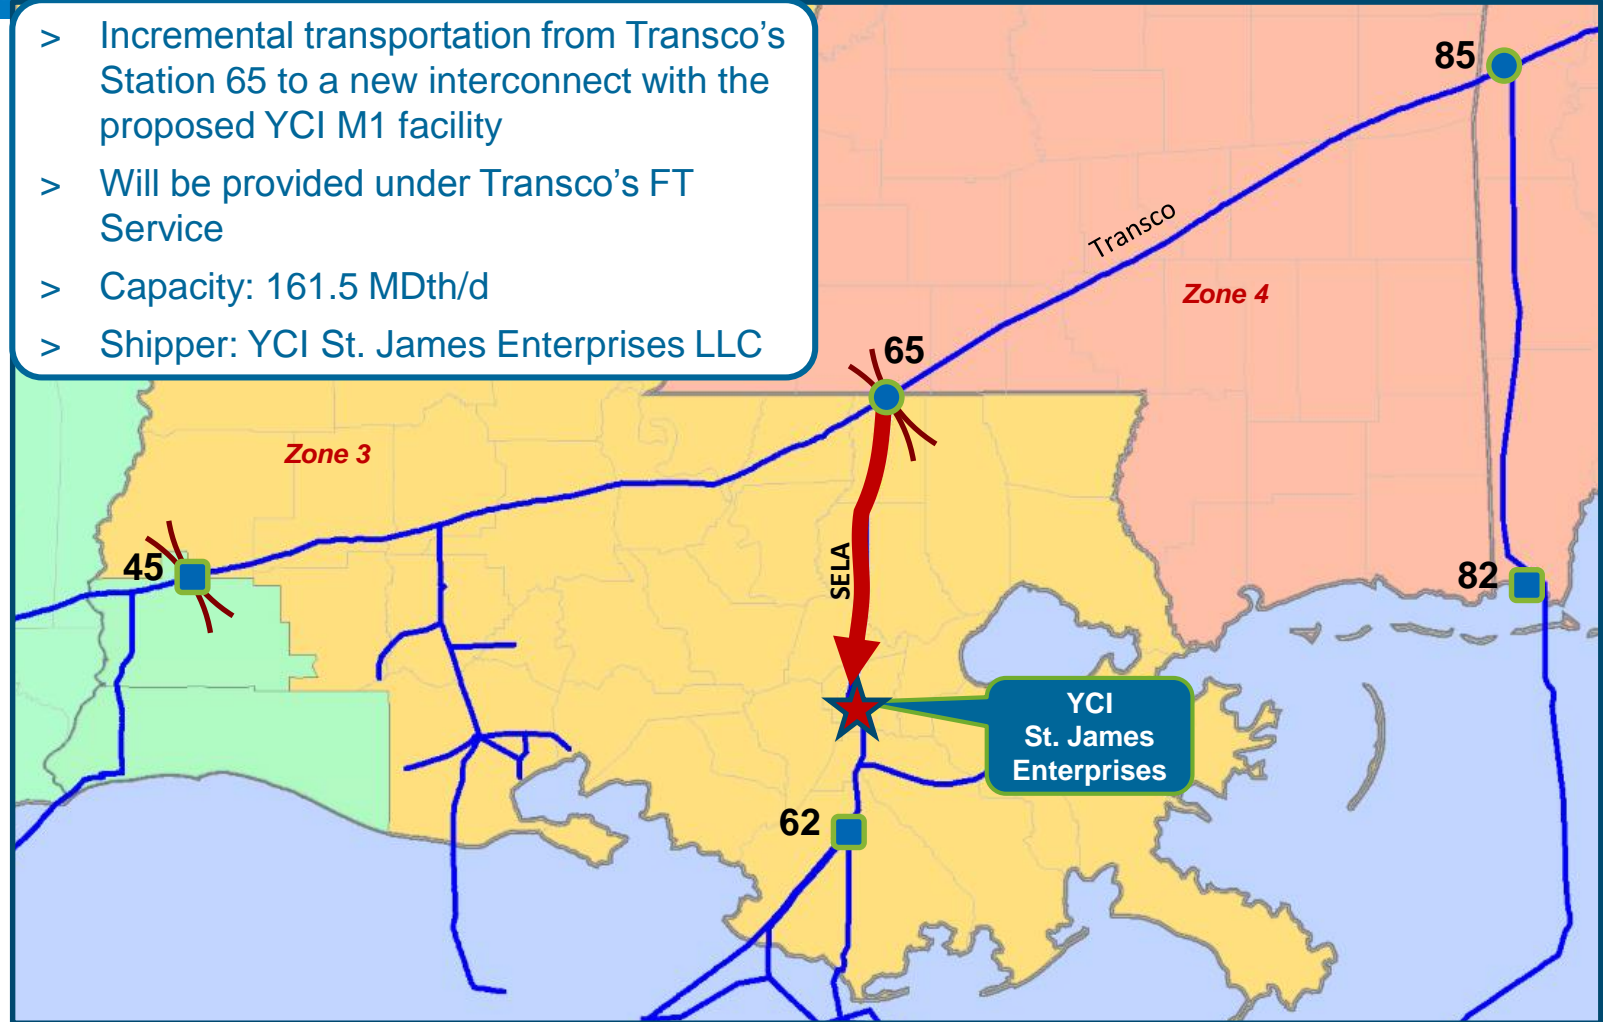 > Incremental transportation from Transco’s
Station 65 to a new interconnect with the
proposed YCI M1 facility
> Will be provided under Transco’s FT
Service
> Capacity: 161.5 MDth/d
> Shipper: YCI St. James Enterprises LLC
85
Transco
Zone 4
65
Zone 3
45
SELA
82
YCI
St. James
Enterprises
62